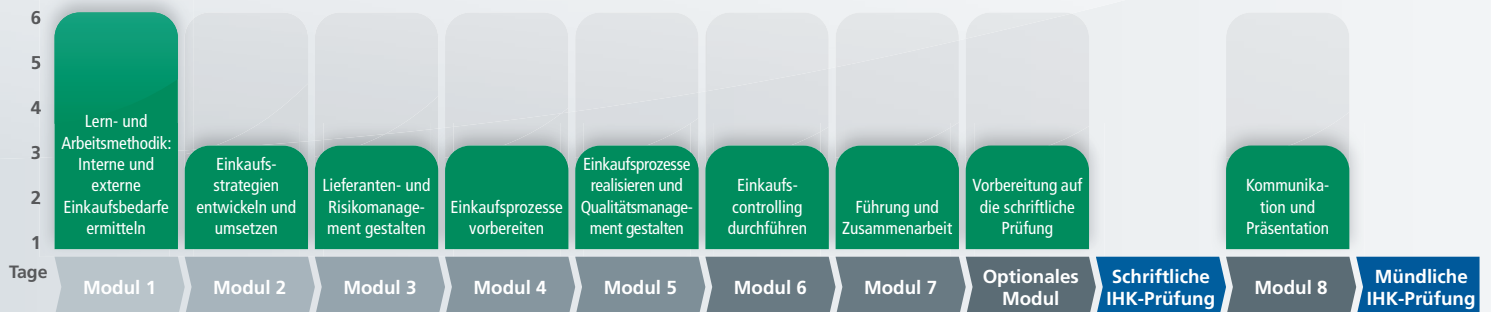 6
5
4
3
2
1
Tage
Lern- und
Arbeitsmethodik:
Interne und
externe
Einkaufsbedarfe
ermitteln
Einkaufs-
strategien
entwickeln und
umsetzen
Lieferanten- und
Risikomanage-
ment gestalten
Einkaufsprozesse
vorbereiten
Einkaufsprozesse
realisieren und
Qualitätsmanage-
ment gestalten
Einkaufs-
controlling
durchführen
Führung und
Zusammenarbeit
Vorbereitung auf
die schriftliche
Prüfung
Kommunika-
tion und
Präsentation
Modul 1
Modul 2
Modul 3
Modul 4
Modul 5
Modul 6
Modul 7
Optionales
Modul
Schriftliche
IHK-Prüfung
Modul 8
Mündliche
IHK-Prüfung